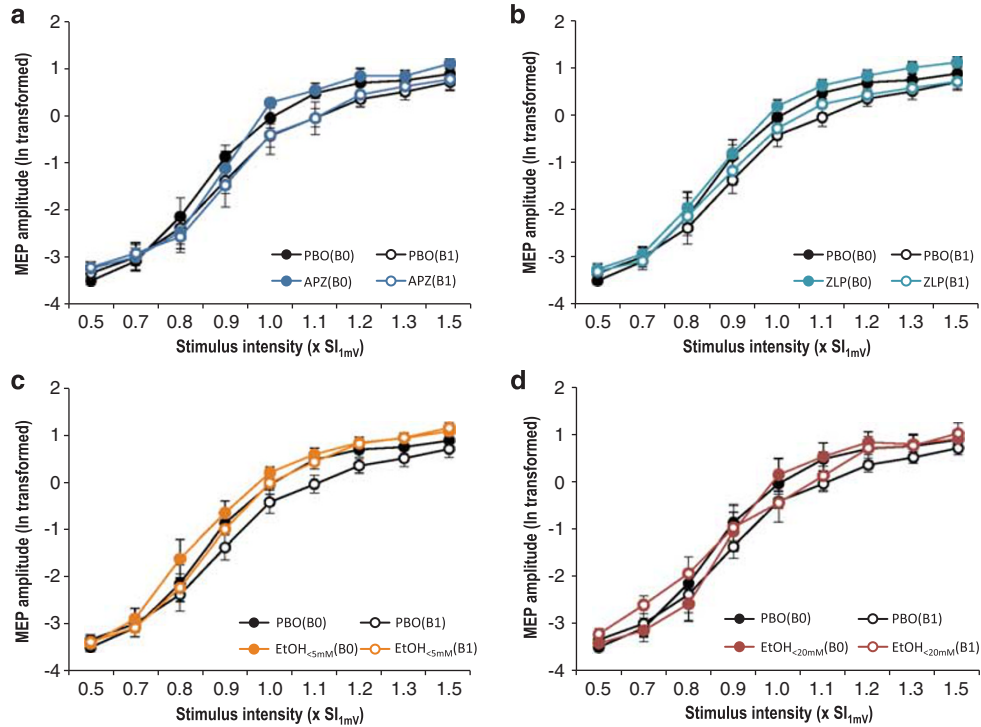 a
MEP amplitude (ln transformed)
2
1
0
-1
-2
-3
-4
PBO(B0) PBO(B1)
APZ(B0) APZ(B1)
0.5 0.7 0.8 0.9 1.0 1.1 1.2 1.3 1.5
Stimulus intensity (x SI1mV)
b
MEP amplitude (ln transformed)
2
1
0
-1
-2
-3
-4
PBO(B0) PBO(B1)
ZLP(B0) ZLP(B1)
0.5 0.7 0.8 0.9 1.0 1.1 1.2 1.3 1.5
Stimulus intensity (x SI1mV)
c
MEP amplitude (ln transformed)
2
1
0
-1
-2
-3
-4
PBO(B0) PBO(B1)
EtOH<5mM(B0) EtOH<5mM(B1)
0.5 0.7 0.8 0.9 1.0 1.1 1.2 1.3 1.5
Stimulus intensity (x SI1mV)
d
MEP amplitude (ln transformed)
2
1
0
-1
-2
-3
-4
PBO(B0) PBO(B1)
EtOH<20mM(B0) EtOH<20mM(B1)
0.5 0.7 0.8 0.9 1.0 1.1 1.2 1.3 1.5
Stimulus intensity (x SI1mV)